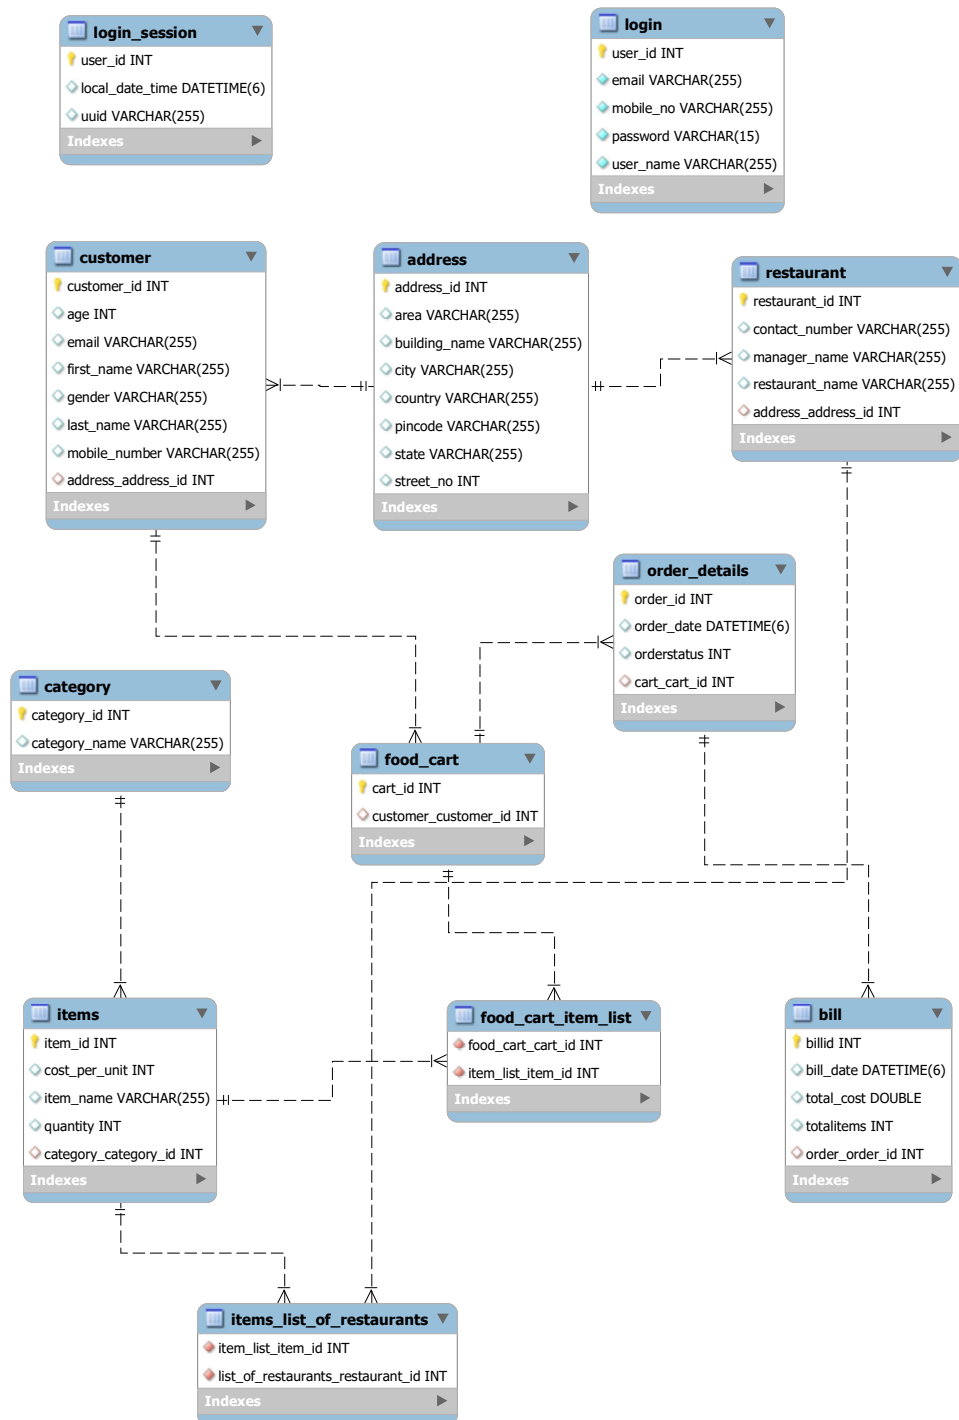 login_session
user_id INT
local_date_time DATETIME(6)
uuid VARCHAR(255)
Indexes
login
user_id INT
email VARCHAR(255)
mobile_no VARCHAR(255)
password VARCHAR(15)
user_name VARCHAR(255)
Indexes
customer
customer_id INT
age INT
email VARCHAR(255)
first_name VARCHAR(255)
gender VARCHAR(255)
last_name VARCHAR(255)
mobile_number VARCHAR(255)
address_address_id INT
Indexes
address
address_id INT
area VARCHAR(255)
building_name VARCHAR(255)
city VARCHAR(255)
country VARCHAR(255)
pincode VARCHAR(255)
state VARCHAR(255)
street_no INT
Indexes
restaurant
restaurant_id INT
contact_number VARCHAR(255)
manager_name VARCHAR(255)
restaurant_name VARCHAR(255)
address_address_id INT
Indexes
order_details
order_id INT
order_date DATETIME(6)
orderstatus INT
cart_cart_id INT
Indexes
category
category_id INT
category_name VARCHAR(255)
Indexes
food_cart
cart_id INT
customer_customer_id INT
Indexes
items
item_id INT
cost_per_unit INT
item_name VARCHAR(255)
quantity INT
category_category_id INT
Indexes
food_cart_item_list
food_cart_cart_id INT
item_list_item_id INT
Indexes
bill
billid INT
bill_date DATETIME(6)
total_cost DOUBLE
totalitems INT
order_order_id INT
Indexes
items_list_of_restaurants
item_list_item_id INT
list_of_restaurants_restaurant_id INT
Indexes